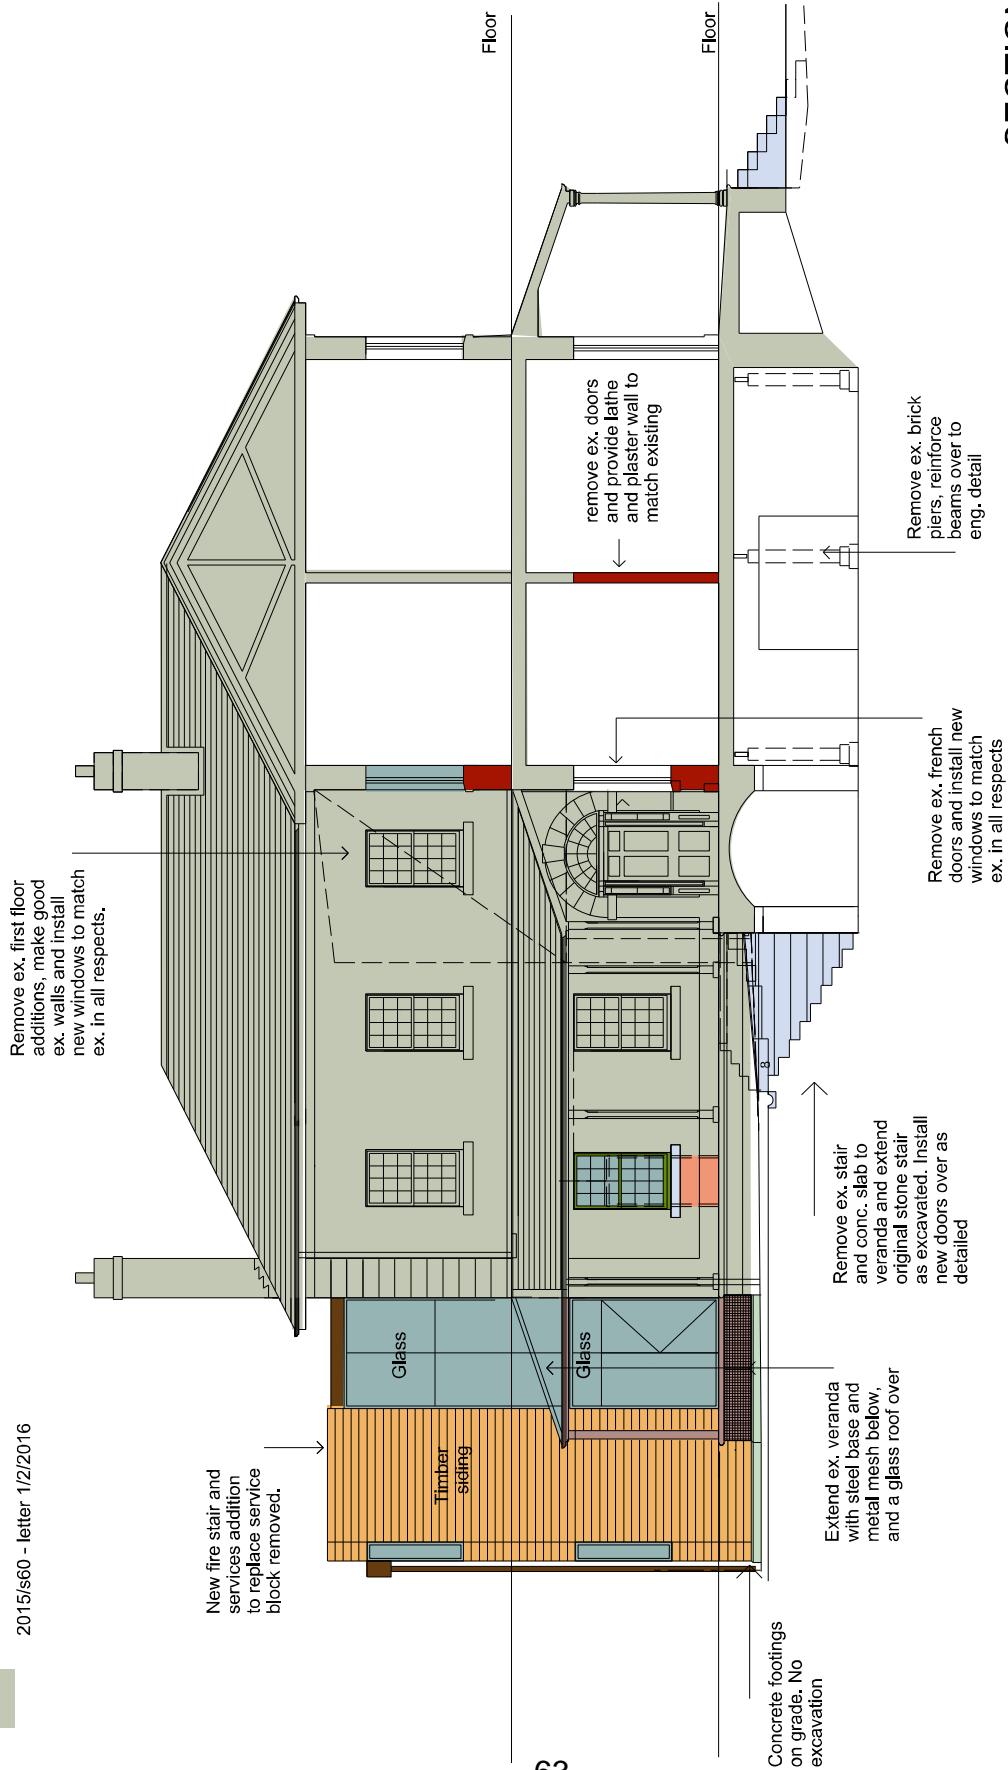 2015/s60 - letter 1/2/2016
Remove ex. first floor
additions, make good
ex. walls and install
new windows to match
ex. in all respects.
New fire stair and
services addition
to replace service
block removed.
Floor
Floor
Glass
Glass
Timber
siding
remove ex. doors
and provide lathe
and plaster wall to
match existing
8
Concrete footings
on grade. No
excavation
Extend ex. veranda
with steel base and
metal mesh below,
and a glass roof over
Remove ex. stair
and conc. slab to
veranda and extend
original stone stair
as excavated. Install
new doors over as
detailed
Remove ex. french
doors and install new
windows to match
ex. in all respects
Remove ex. brick
piers, reinforce
beams over to
eng. detail
63